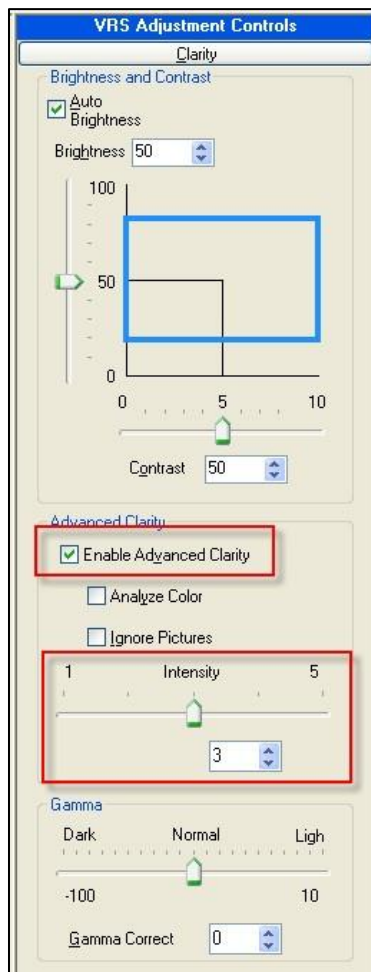 VRS Adjustment Controls
Clarity
Brightness and Contrast
Auto
Brightness
Brightness 50
100
50
0
0 5 10
Contrast 50
Advanced Clarity
Enable Advanced Clarity
Analyze Color
Ignore Pictures
1 Intensity 5
3
Gamma
Dark Normal Ligh
-100 10
Gamma Correct 0